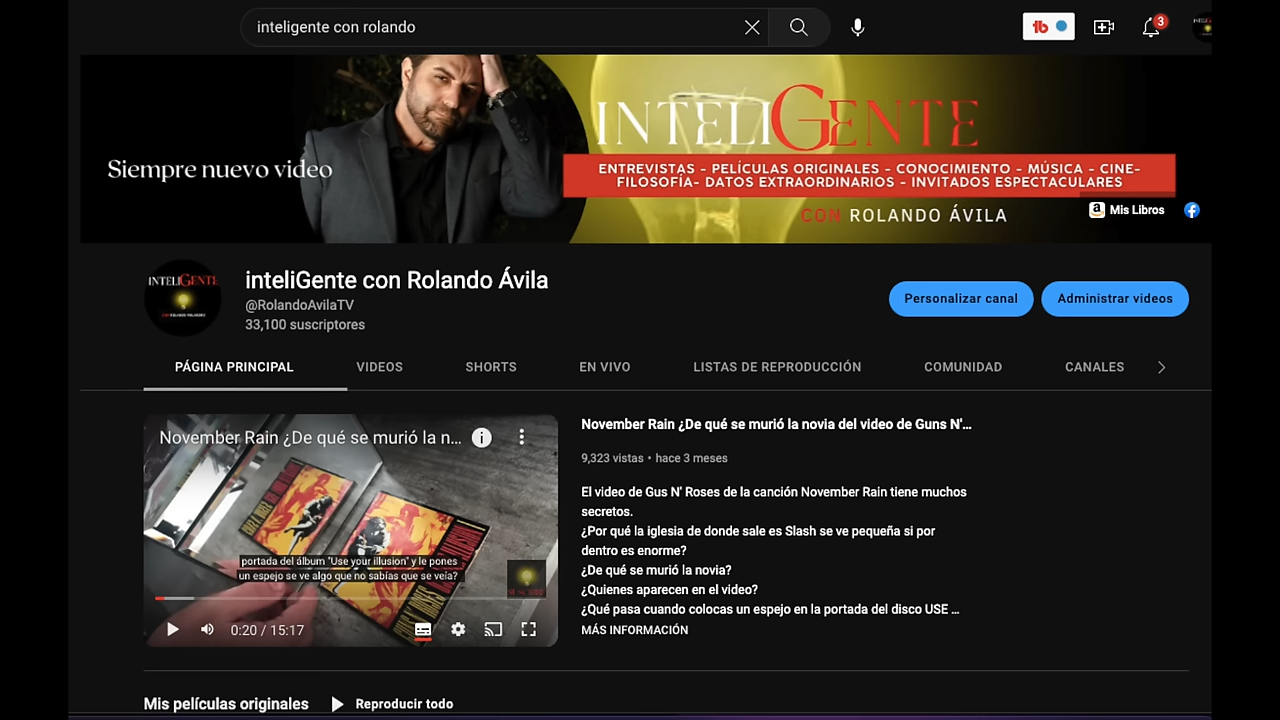 inteligente con rolando
3
Siempre nuevo video
INTELIGENTE
ENTREVISTAS - PELÍCULAS ORIGINALES - CONOCIMIENTO - MÚSICA - CINE-
FILOSOFÍA- DATOS EXTRAORDINARIOS - INVITADOS ESPECTACULARES
CON ROLANDO ÁVILA
Mis Libros
INTELIGENTE
inteliGente con Rolando Ávila
@RolandoAvilaTV
33,100 suscriptores
Personalizar canal
Administrar videos
PÁGINA PRINCIPAL
VIDEOS
SHORTS
EN VIVO
LISTAS DE REPRODUCCIÓN
COMUNIDAD
CANALES
November Rain ¿De qué se murió la n...
portada del álbum "Use your illusion" y le pones
un espejo se ve algo que no sabías que se veía?
0:20 / 15:17
November Rain ¿De qué se murió la novia del video de Guns N'...
9,323 vistas • hace 3 meses
El video de Gus N' Roses de la canción November Rain tiene muchos
secretos.
¿Por qué la iglesia de donde sale es Slash se ve pequeña si por
dentro es enorme?
¿De qué se murió la novia?
¿Quienes aparecen en el video?
¿Qué pasa cuando colocas un espejo en la portada del disco USE ...
MÁS INFORMACIÓN
Mis películas originales
Reproducir todo